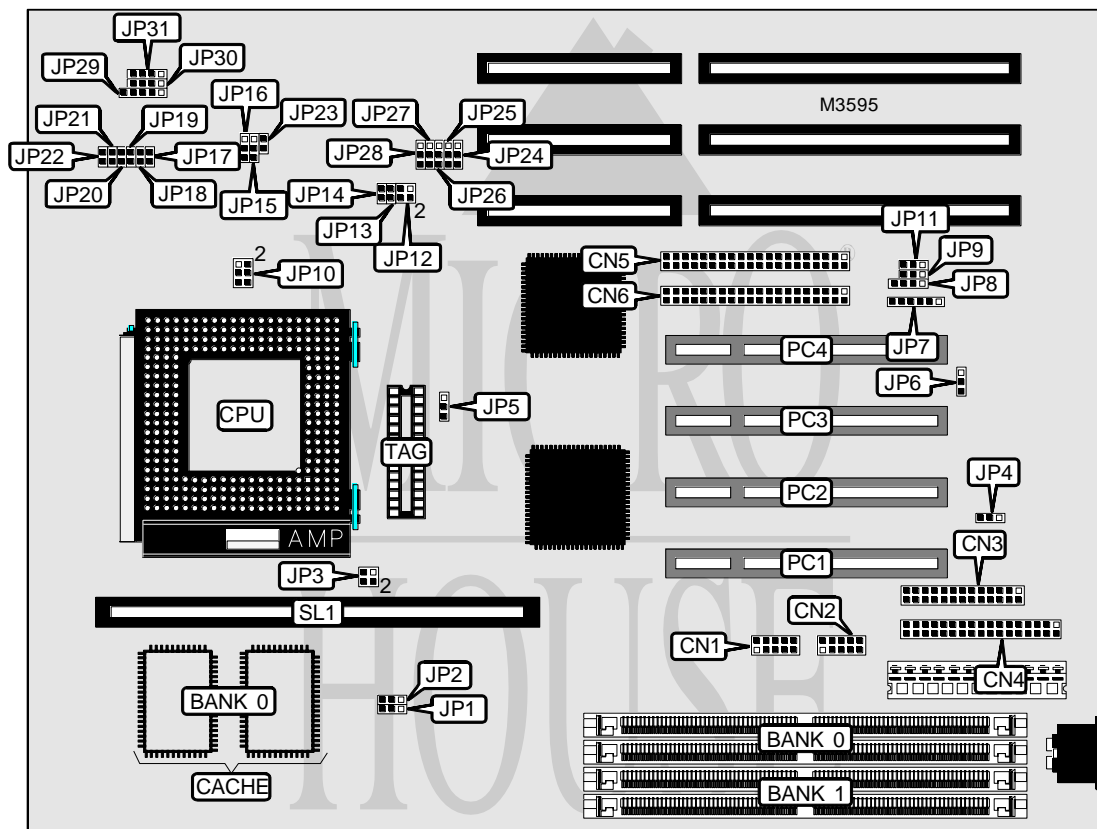 JP31
JP29
JP30
JP16
JP23
JP27
JP25
M3595
JP21
JP19
JP22
JP17
JP28
JP24
JP20
JP18
JP15
JP14
JP26
2
JP13
JP12
JP11
JP9
JP8
CN5
CN6
®
2
JP10
JP7
PC4
JP6
MICRO
CPU
JP5
TAG
PC3
PC2
JP4
AMP
CN3
PC1
JP3
2
SL1
HOUSE
CN2
CN1
CN4
BANK 0
JP2
JP1
CACHE
BANK 0
BANK 1